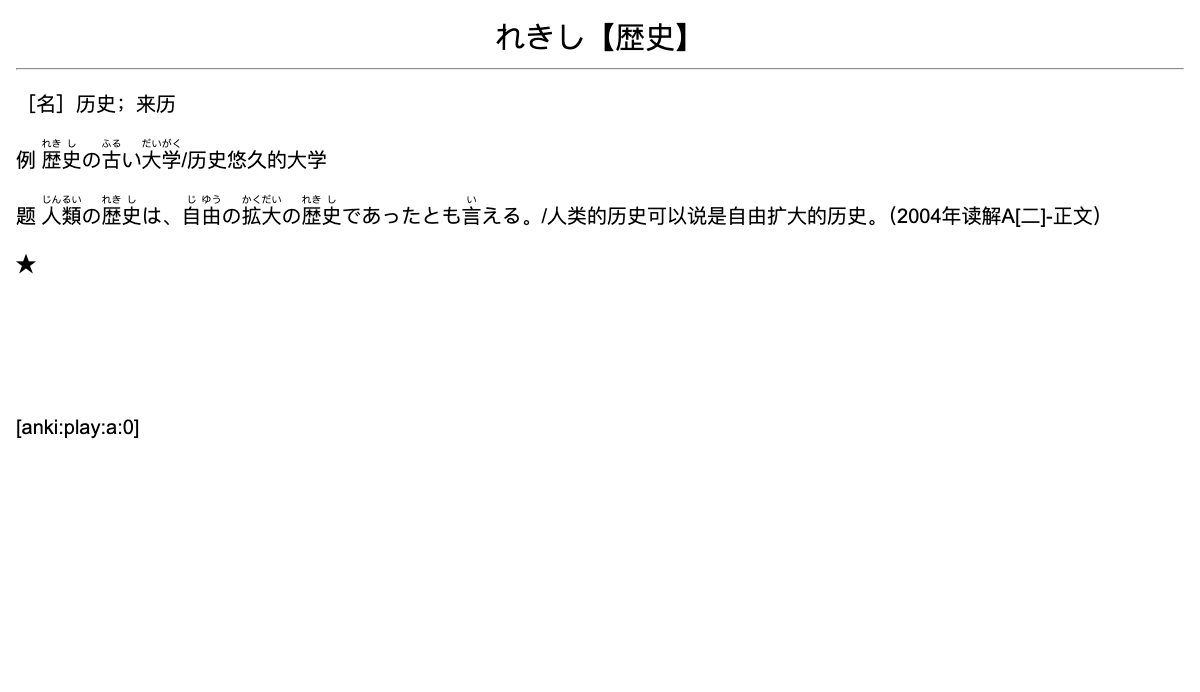 れきし【歴史】
［名］历史；来历
れき し ふる だいがく
例 歴史の古い大学/历史悠久的大学
じんるい れき し じ ゆう かくだい れき し い
题 人類の歴史は、自由の拡大の歴史であったとも言える。/人类的历史可以说是自由扩大的历史。（2004年读解A[二]-正文）
★
[anki:play:a:0]